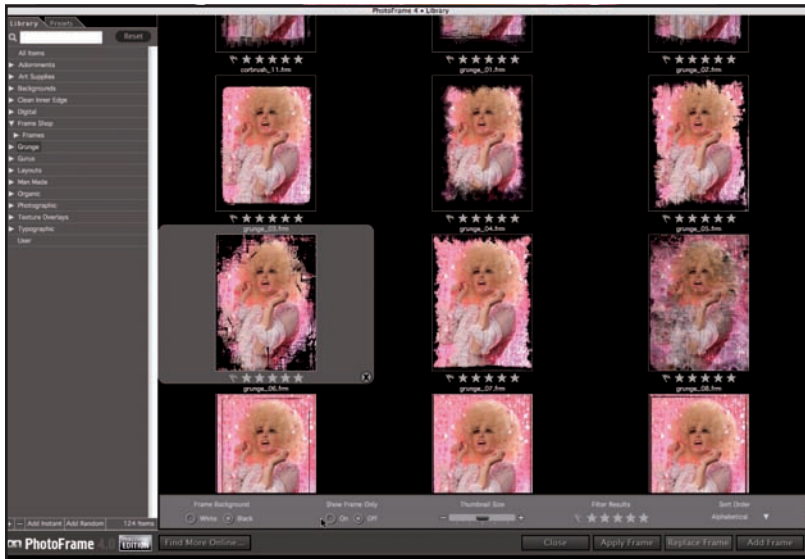 PhotoFrame 4 • Library
Library Presets
Reset
All Items
Adornments
Art Supplies
Backgrounds
Clean Inner Edge
Digital
Frame Shop
Frames
Grunge
Gurus
Layouts
Man Made
Organic
Photographic
Texture Overlays
Typographic
User
corbrush_11.frm grunge_01.frm grunge_02.frm
grunge_03.frm grunge_04.frm grunge_05.frm
grunge_06.frm grunge_07.frm grunge_08.frm
Frame Background Show Frame Only Thumbnail Size Filter Results Sort Order
White Black On Off Alphabetical
Add Instant Add Random 124 Items
on PhotoFrame 4.0 EDITION
Find More Online... Close Apply Frame Replace Frame Add Frame